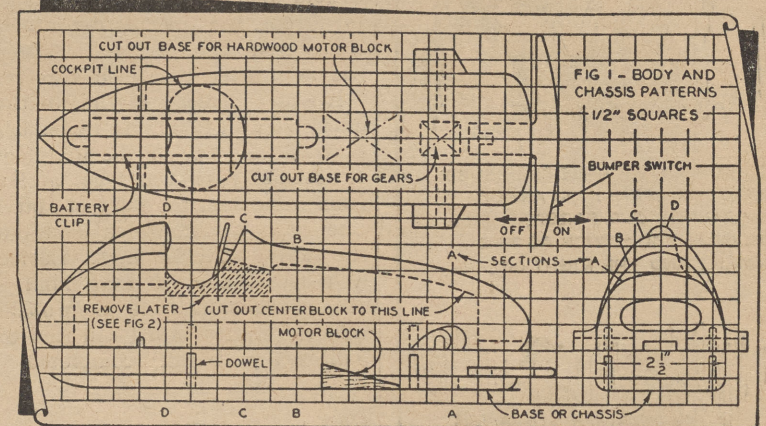 CUT OUT BASE FOR HARDWOOD MOTOR BLOCK
COCKPIT LINE
FIG 1 - BODY AND
CHASSIS PATTERNS
1/2" SQUARES
CUT OUT BASE FOR GEARS
BUMPER SWITCH
BATTERY
CLIP
D
C
B
OFF
ON
A
SECTIONS
A
B
C
D
REMOVE LATER
(SEE FIG 2)
CUT OUT CENTER BLOCK TO THIS LINE
MOTOR BLOCK
DOWEL
2 1/2"
D
C
B
A
BASE OR CHASSIS